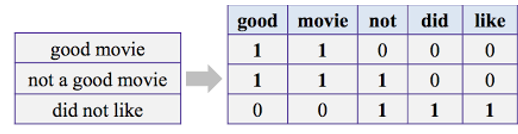 good movie not did like
good movie 1 1 0 0 0
not a good movie 1 1 1 0 0
did not like 0 0 1 1 1